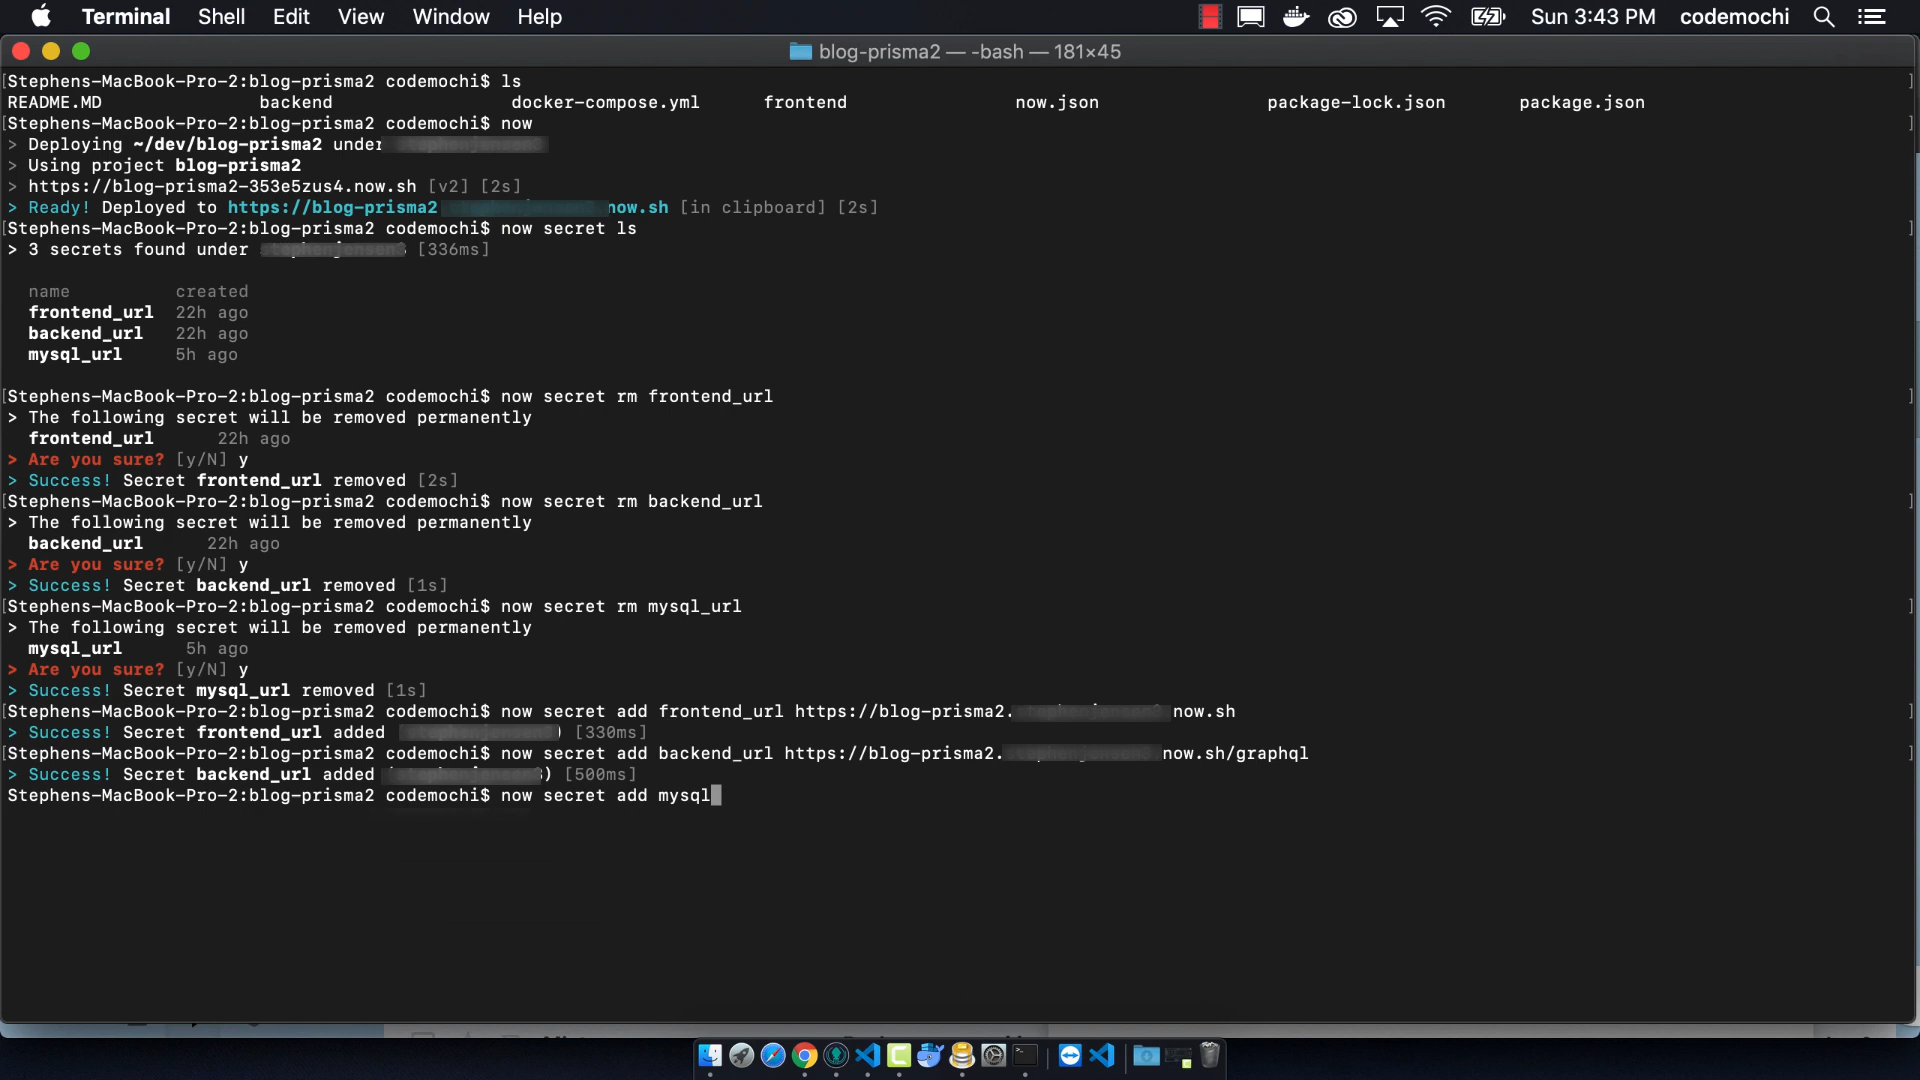 Terminal Shell Edit View Window Help Sun 3:43 PM codemochi
blog-prisma2 — -bash — 181×45
Stephens-MacBook-Pro-2:blog-prisma2 codemochi$ ls
README.MD backend docker-compose.yml frontend now.json package-lock.json package.json
Stephens-MacBook-Pro-2:blog-prisma2 codemochi$ now
> Deploying ~/dev/blog-prisma2 under
> Using project blog-prisma2
> https://blog-prisma2-353e5zus4.now.sh [v2] [2s]
> Ready! Deployed to https://blog-prisma2 now.sh [in clipboard] [2s]
Stephens-MacBook-Pro-2:blog-prisma2 codemochi$ now secret ls
> 3 secrets found under [336ms]
name created
frontend_url 22h ago
backend_url 22h ago
mysql_url 5h ago
Stephens-MacBook-Pro-2:blog-prisma2 codemochi$ now secret rm frontend_url
> The following secret will be removed permanently
frontend_url 22h ago
> Are you sure? [y/N] y
> Success! Secret frontend_url removed [2s]
Stephens-MacBook-Pro-2:blog-prisma2 codemochi$ now secret rm backend_url
> The following secret will be removed permanently
backend_url 22h ago
> Are you sure? [y/N] y
> Success! Secret backend_url removed [1s]
Stephens-MacBook-Pro-2:blog-prisma2 codemochi$ now secret rm mysql_url
> The following secret will be removed permanently
mysql_url 5h ago
> Are you sure? [y/N] y
> Success! Secret mysql_url removed [1s]
Stephens-MacBook-Pro-2:blog-prisma2 codemochi$ now secret add frontend_url https://blog-prisma2. now.sh
> Success! Secret frontend_url added ) [330ms]
Stephens-MacBook-Pro-2:blog-prisma2 codemochi$ now secret add backend_url https://blog-prisma2. now.sh/graphql
> Success! Secret backend_url added ) [500ms]
Stephens-MacBook-Pro-2:blog-prisma2 codemochi$ now secret add mysql